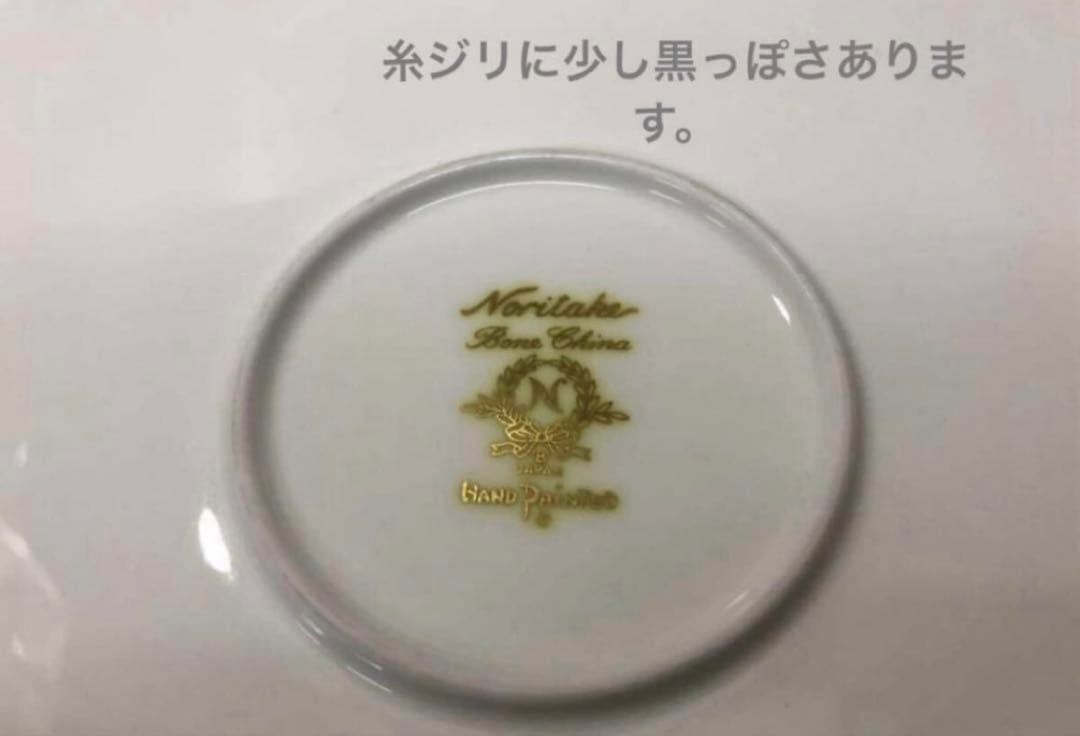 糸ジリに少し黒っぽさありま
す。
Noritake
Bone China
N
B
JAPAN
HAND PAINTED
©